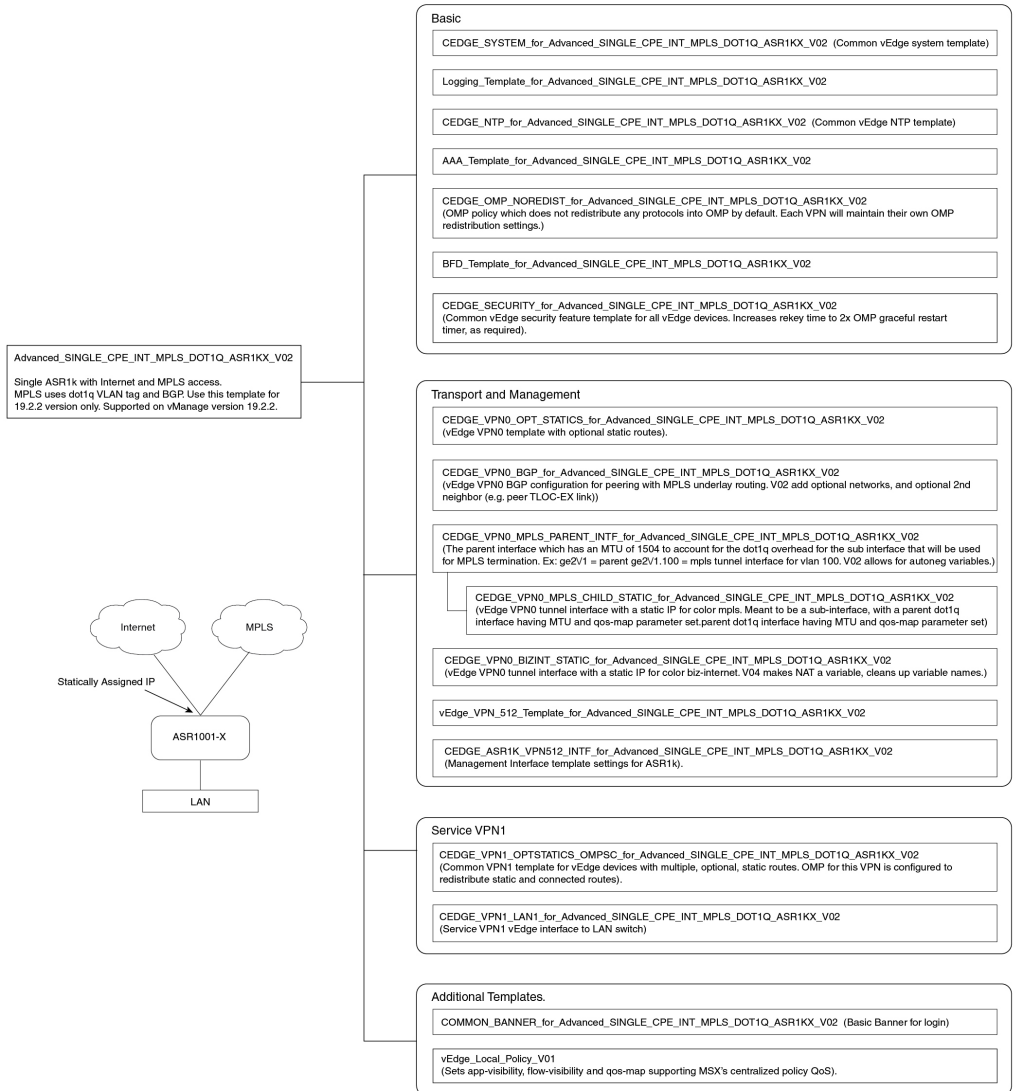 Basic
CEDGE_SYSTEM_for_Advanced_SINGLE_CPE_INT_MPLS_DOT1Q_ASR1KX_V02 (Common vEdge system template)
Logging_Template_for_Advanced_SINGLE_CPE_INT_MPLS_DOT1Q_ASR1KX_V02
CEDGE_NTP_for_Advanced_SINGLE_CPE_INT_MPLS_DOT1Q_ASR1KX_V02 (Common vEdge NTP template)
AAA_Template_for_Advanced_SINGLE_CPE_INT_MPLS_DOT1Q_ASR1KX_V02
CEDGE_OMP_NOREDIST_for_Advanced_SINGLE_CPE_INT_MPLS_DOT1Q_ASR1KX_V02
(OMP policy which does not redistribute any protocols into OMP by default. Each VPN will maintain their own OMP
redistribution settings.)
BFD_Template_for_Advanced_SINGLE_CPE_INT_MPLS_DOT1Q_ASR1KX_V02
CEDGE_SECURITY_for_Advanced_SINGLE_CPE_INT_MPLS_DOT1Q_ASR1KX_V02
(Common vEdge security feature template for all vEdge devices. Increases rekey time to 2x OMP graceful restart
timer, as required).
Advanced_SINGLE_CPE_INT_MPLS_DOT1Q_ASR1KX_V02
Single ASR1k with Internet and MPLS access.
MPLS uses dot1q VLAN tag and BGP. Use this template for
19.2.2 version only. Supported on vManage version 19.2.2.
Transport and Management
CEDGE_VPN0_OPT_STATICS_for_Advanced_SINGLE_CPE_INT_MPLS_DOT1Q_ASR1KX_V02
(vEdge VPN0 template with optional static routes).
CEDGE_VPN0_BGP_for_Advanced_SINGLE_CPE_INT_MPLS_DOT1Q_ASR1KX_V02
(vEdge VPN0 BGP configuration for peering with MPLS underlay routing. V02 add optional networks, and optional 2nd
neighbor (e.g. peer TLOC-EX link))
CEDGE_VPN0_MPLS_PARENT_INTF_for_Advanced_SINGLE_CPE_INT_MPLS_DOT1Q_ASR1KX_V02
(The parent interface which has an MTU of 1504 to account for the dot1q overhead for the sub interface that will be used
for MPLS termination. Ex: ge2\/1 = parent ge2\/1.100 = mpls tunnel interface for vlan 100. V02 allows for autoneg variables.)
CEDGE_VPN0_MPLS_CHILD_STATIC_for_Advanced_SINGLE_CPE_INT_MPLS_DOT1Q_ASR1KX_V02
(vEdge VPN0 tunnel interface with a static IP for color mpls. Meant to be a sub-interface, with a parent dot1q
interface having MTU and qos-map parameter set.parent dot1q interface having MTU and qos-map parameter set)
CEDGE_VPN0_BIZINT_STATIC_for_Advanced_SINGLE_CPE_INT_MPLS_DOT1Q_ASR1KX_V02
(vEdge VPN0 tunnel interface with a static IP for color biz-internet. V04 makes NAT a variable, cleans up variable names.)
vEdge_VPN_512_Template_for_Advanced_SINGLE_CPE_INT_MPLS_DOT1Q_ASR1KX_V02
CEDGE_ASR1K_VPN512_INTF_for_Advanced_SINGLE_CPE_INT_MPLS_DOT1Q_ASR1KX_V02
(Management Interface template settings for ASR1k).
Internet
MPLS
Statically Assigned IP
ASR1001-X
LAN
Service VPN1
CEDGE_VPN1_OPTSTATICS_OMPSC_for_Advanced_SINGLE_CPE_INT_MPLS_DOT1Q_ASR1KX_V02
(Common VPN1 template for vEdge devices with multiple, optional, static routes. OMP for this VPN is configured to
redistribute static and connected routes).
CEDGE_VPN1_LAN1_for_Advanced_SINGLE_CPE_INT_MPLS_DOT1Q_ASR1KX_V02
(Service VPN1 vEdge interface to LAN switch)
Additional Templates.
COMMON_BANNER_for_Advanced_SINGLE_CPE_INT_MPLS_DOT1Q_ASR1KX_V02 (Basic Banner for login)
vEdge_Local_Policy_V01
(Sets app-visibility, flow-visibility and qos-map supporting MSX's centralized policy QoS).